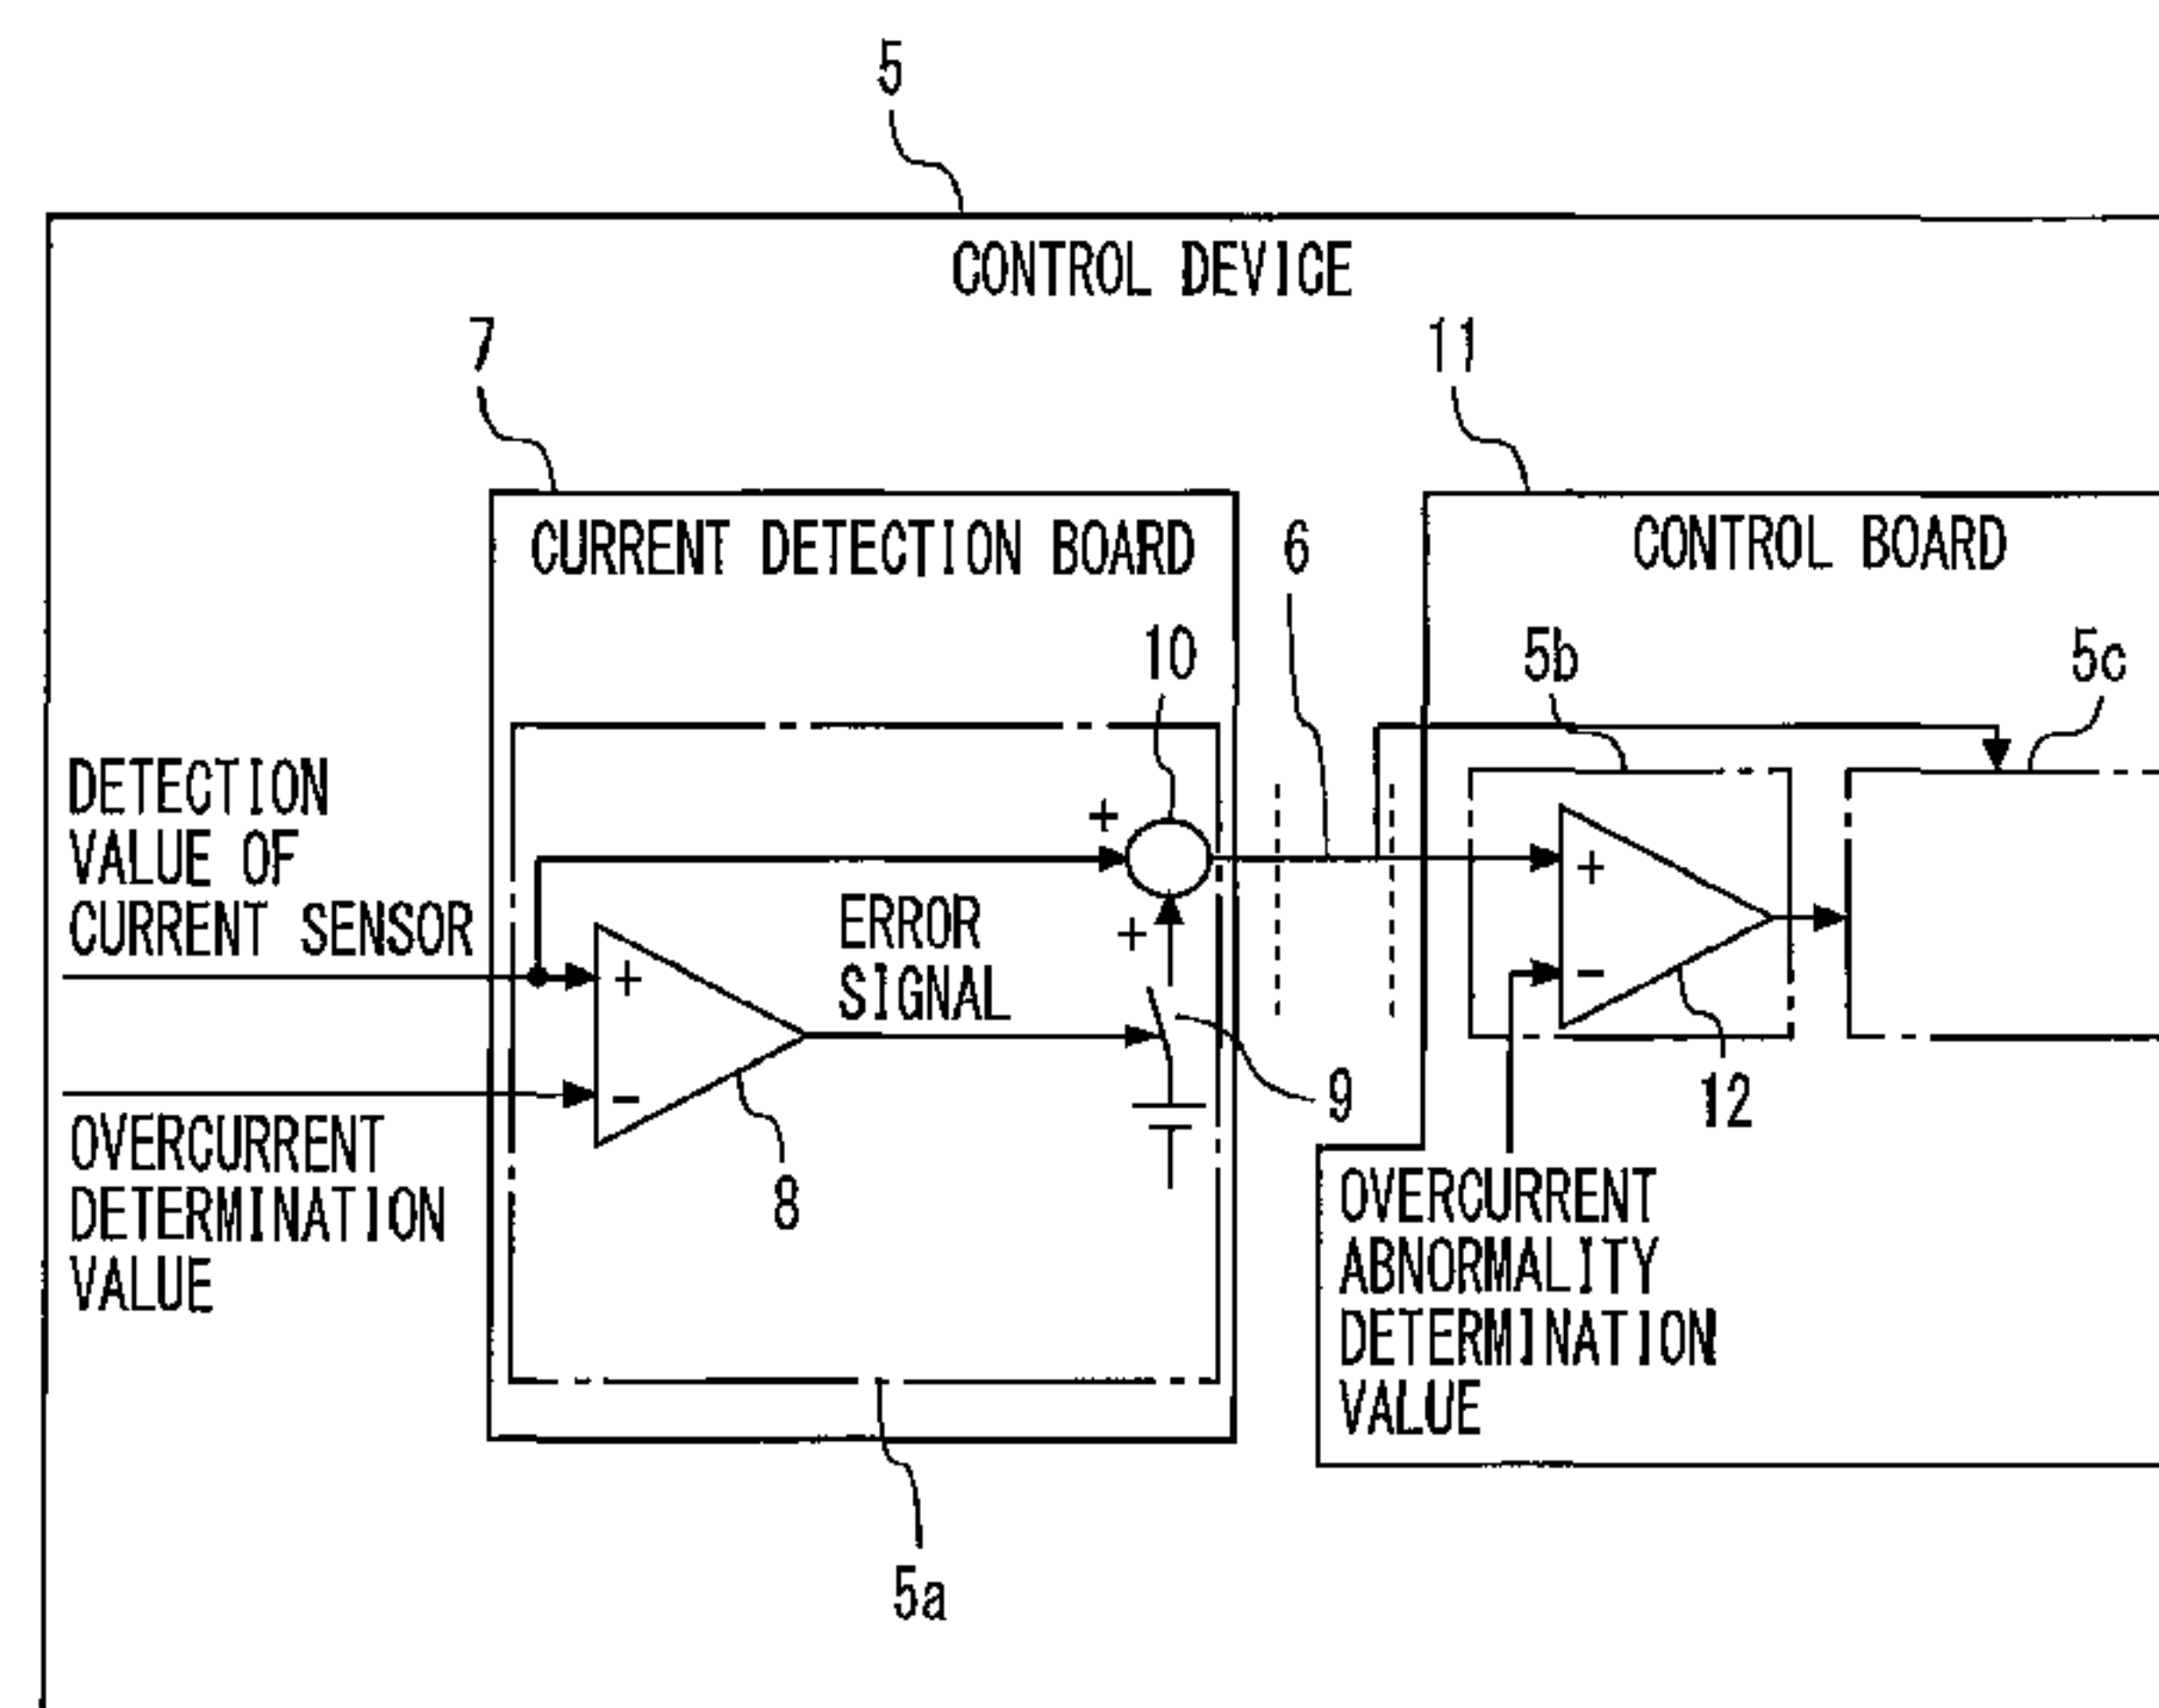 5
CONTROL DEVICE
7
11
CURRENT DETECTION BOARD
6
CONTROL BOARD
10
5b
5c
DETECTION
VALUE OF
CURRENT SENSOR
+
+
ERROR
SIGNAL
+
-
+
-
9
12
8
OVERCURRENT
DETERMINATION
VALUE
OVERCURRENT
ABNORMALITY
DETERMINATION
VALUE
5a